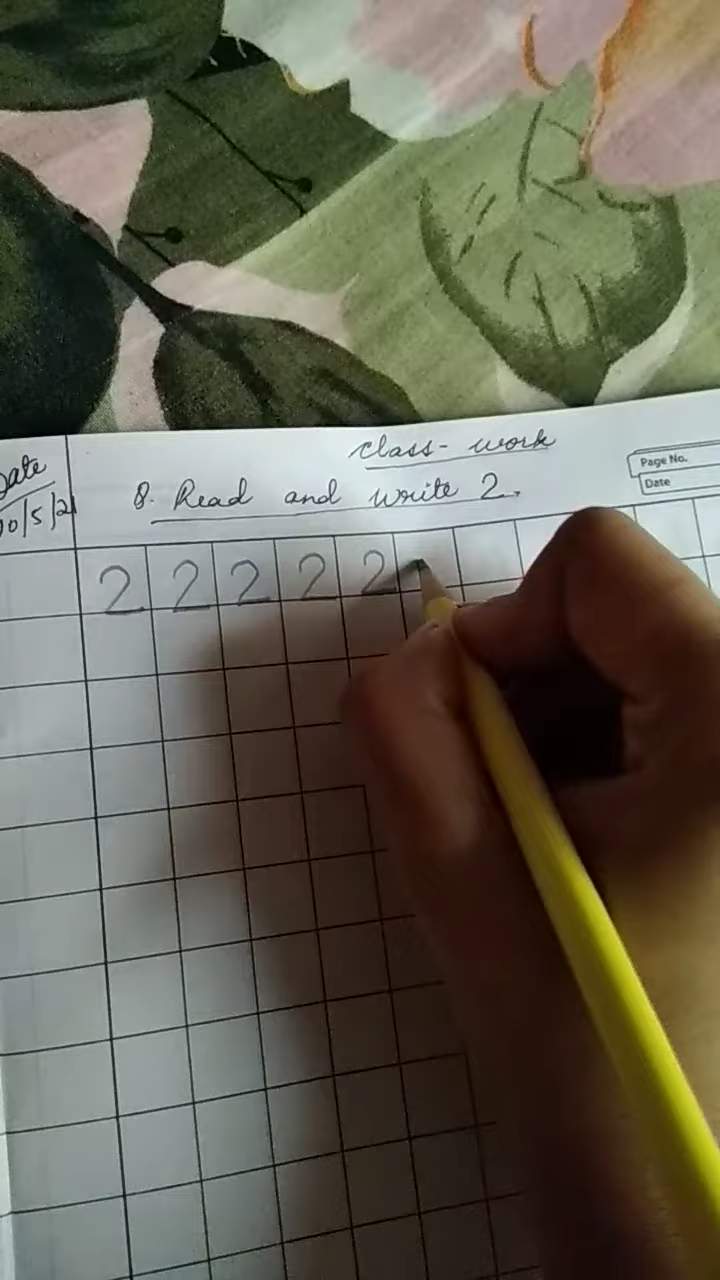 class- work
Page No.
Date
Date
8. Read and write 2.
2 2 2 2 2